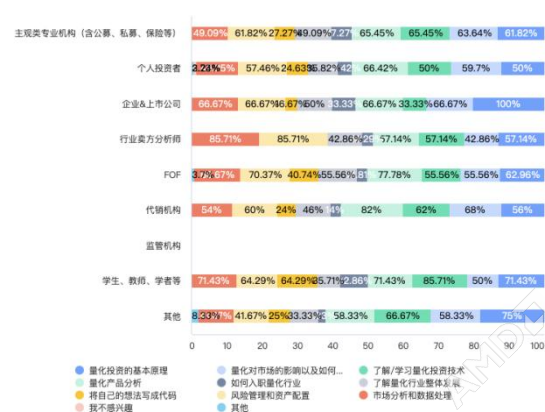 主观类专业机构（含公募、私募、保险等） 49.09% 61.82% 27.27% 49.09% 7.27% 65.45% 65.45% 63.64% 61.82%
个人投资者 57.46% 24.63% 35.82% 66.42% 50% 59.7% 50%
企业&上市公司 66.67% 66.67% 16.67% 50% 33.33% 66.67% 33.33% 66.67% 100%
行业卖方分析师 85.71% 85.71% 42.86% 57.14% 57.14% 42.86% 57.14%
FOF 3.7% 70.37% 40.74% 55.56% 77.78% 55.56% 55.56% 62.96%
代销机构 54% 60% 24% 46% 14% 82% 62% 68% 56%
监管机构
学生、教师、学者等 71.43% 64.29% 64.29% 35.71% 71.43% 85.71% 50% 71.43%
其他 8.33% 41.67% 25% 33.33% 58.33% 66.67% 58.33% 75%
0 10 20 30 40 50 60 70 80 90 100
量化投资的基本原理 量化对市场的影响以及如何... 了解/学习量化投资技术
量化产品分析 如何入职量化行业 了解量化行业整体发展
将自己的想法写成代码 风险管理和资产配置 市场分析和数据处理
我不感兴趣 其他